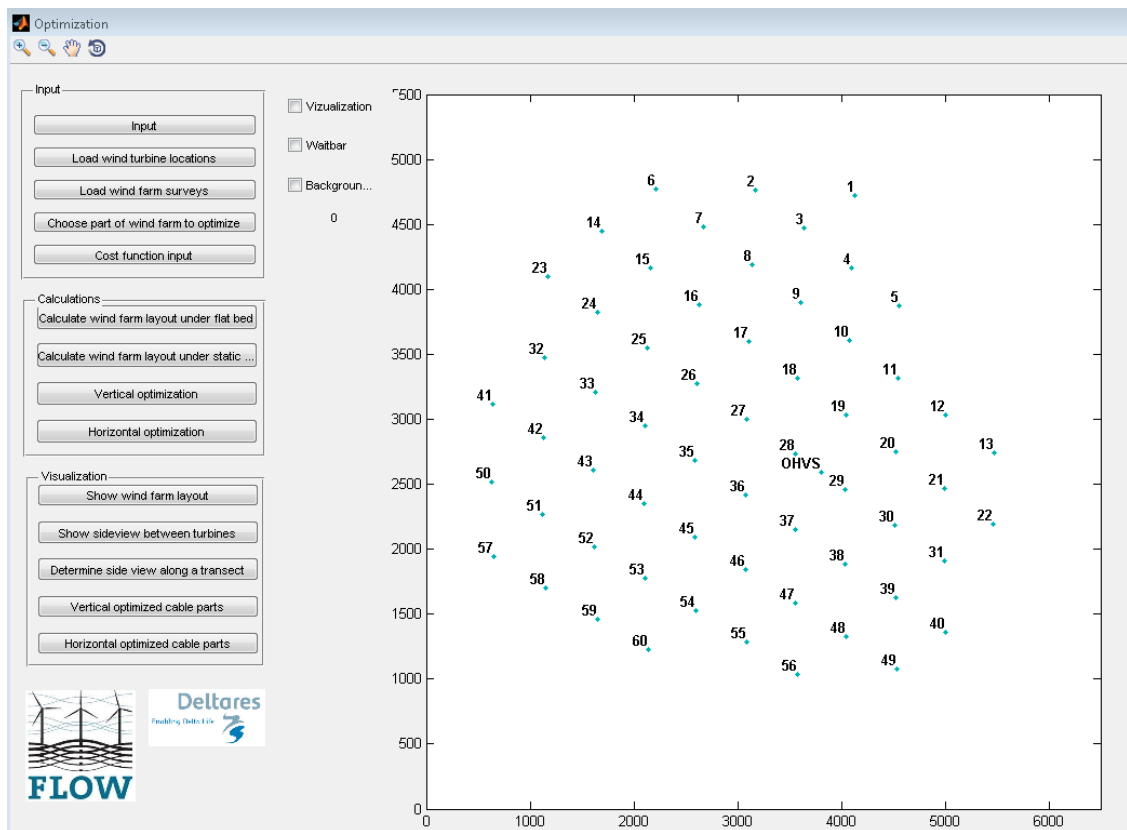 Optimization
Input
Input
Load wind turbine locations
Load wind farm surveys
Choose part of wind farm to optimize
Cost function input
Calculations
Calculate wind farm layout under flat bed
Calculate wind farm layout under static ...
Vertical optimization
Horizontal optimization
Visualization
Show wind farm layout
Show sideview between turbines
Determine side view along a transect
Vertical optimized cable parts
Horizontal optimized cable parts
FLOW
Deltares
Enabling Delta Life
Vizualization
Waitbar
Backgroun...
0
5500
5000
4500
4000
3500
3000
2500
2000
1500
1000
500
0
6 2 1
14 7 3
23 15 8 4
24 16 9 5
32 25 17 10
41 33 26 18 11
42 34 27 19 12
50 43 35 28 20 13
OHVS
51 44 36 29 21
57 52 45 37 30 22
58 53 46 38 31
59 54 47 39
60 55 48 40
56 49
0 1000 2000 3000 4000 5000 6000